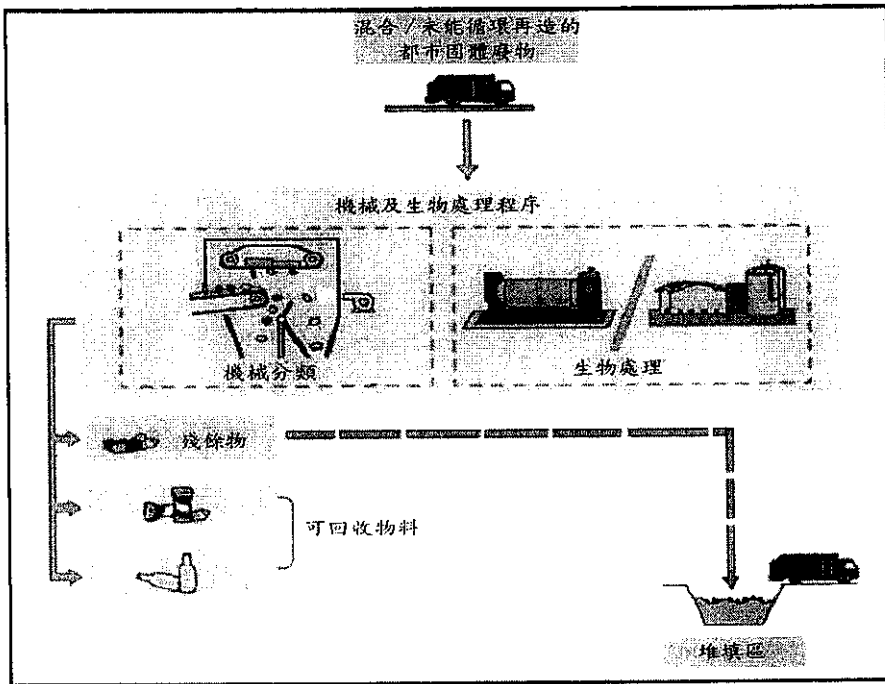 混合/未能循環再造的
都市固體廢物
機械及生物處理程序
機械分類
生物處理
殘餘物
可回收物料
堆填區